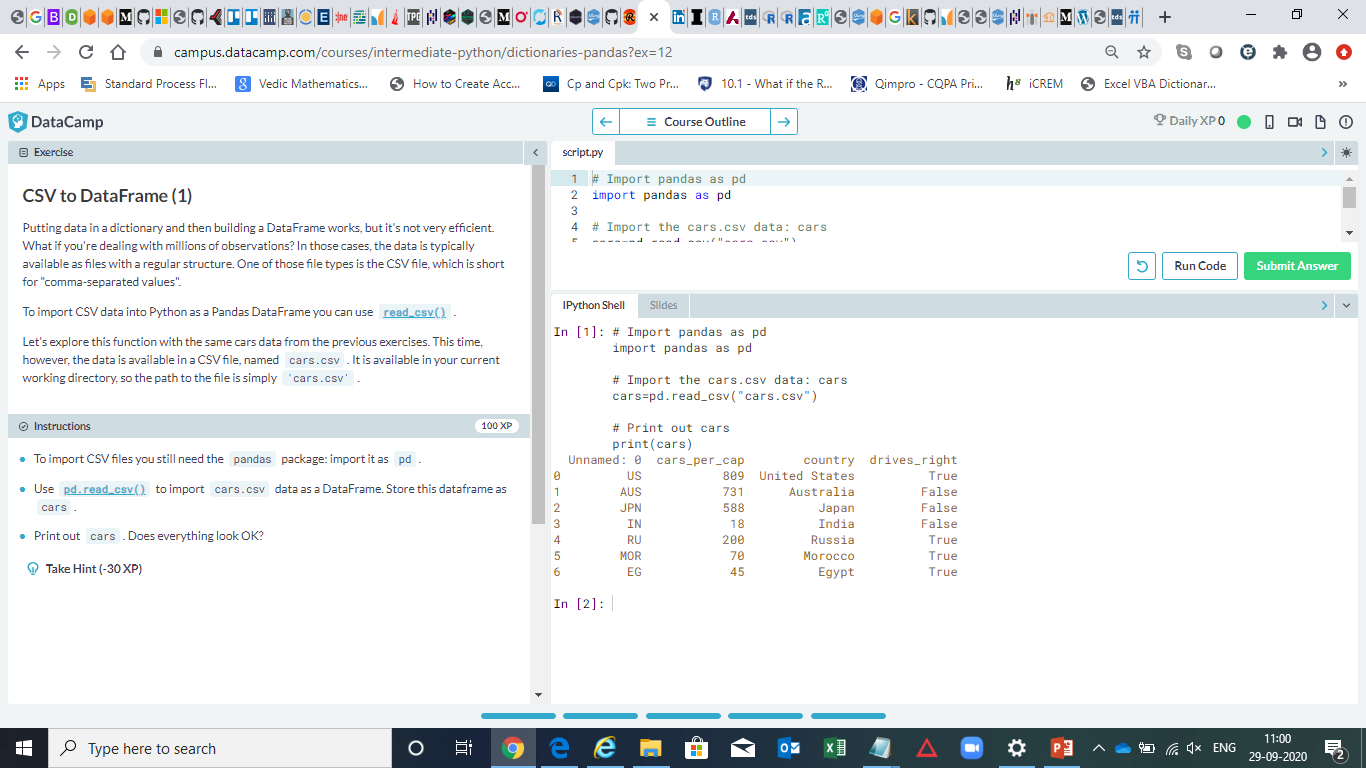 campus.datacamp.com/courses/intermediate-python/dictionaries-pandas?ex=12
Apps
Standard Process Fl...
Vedic Mathematics...
How to Create Acc...
Cp and Cpk: Two Pr...
10.1 - What if the R...
Qimpro - CQPA Pri...
iCREM
Excel VBA Dictionar...
»
DataCamp
Course Outline
Daily XP 0
Exercise
CSV to DataFrame (1)
Putting data in a dictionary and then building a DataFrame works, but it's not very efficient.
What if you're dealing with millions of observations? In those cases, the data is typically
available as files with a regular structure. One of those file types is the CSV file, which is short
for "comma-separated values".
To import CSV data into Python as a Pandas DataFrame you can use read_csv() .
Let's explore this function with the same cars data from the previous exercises. This time,
however, the data is available in a CSV file, named cars.csv . It is available in your current
working directory, so the path to the file is simply 'cars.csv' .
Instructions
100 XP
To import CSV files you still need the pandas package: import it as pd .
Use pd.read_csv() to import cars.csv data as a DataFrame. Store this dataframe as
cars .
Print out cars . Does everything look OK?
Take Hint (-30 XP)
script.py
1 # Import pandas as pd
2 import pandas as pd
3
4 # Import the cars.csv data: cars
5 cars=pd.read_csv("cars.csv")
Run Code
Submit Answer
IPython Shell
Slides
In [1]: # Import pandas as pd
import pandas as pd
# Import the cars.csv data: cars
cars=pd.read_csv("cars.csv")
# Print out cars
print(cars)
Unnamed: 0 cars_per_cap country drives_right
0 US 809 United States True
1 AUS 731 Australia False
2 JPN 588 Japan False
3 IN 18 India False
4 RU 200 Russia True
5 MOR 70 Morocco True
6 EG 45 Egypt True
In [2]:
Type here to search
ENG
11:00
29-09-2020
2